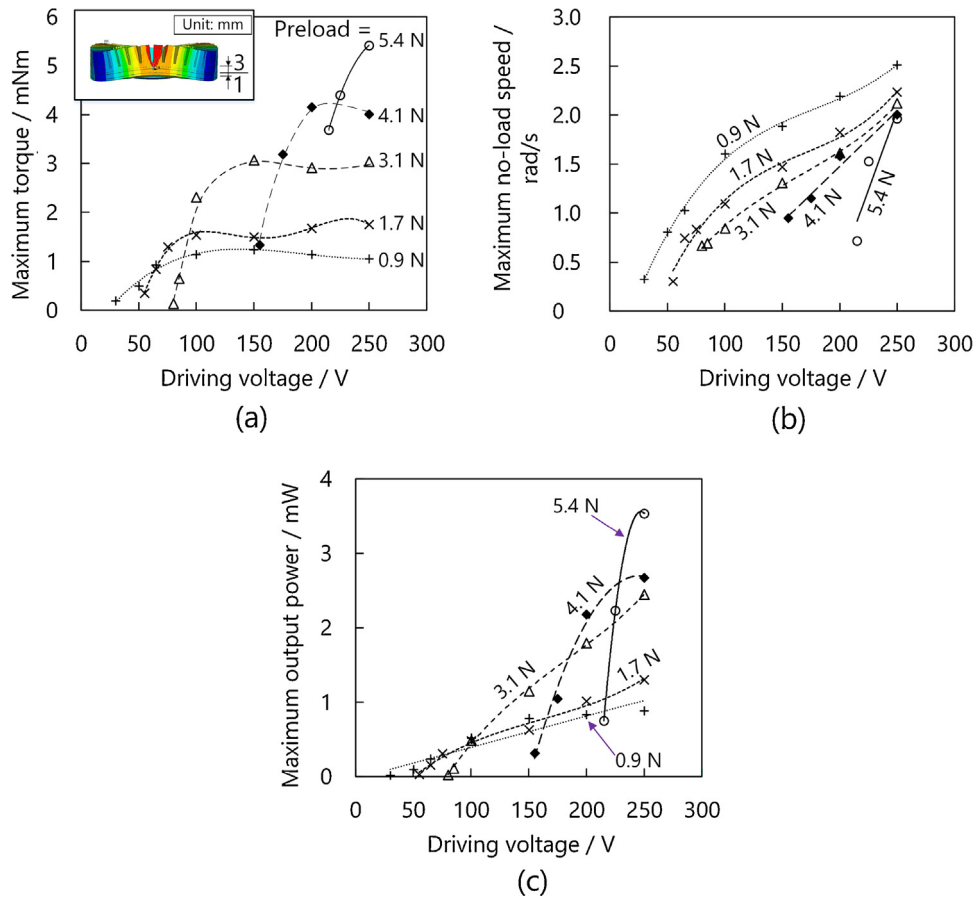 Unit: mm
3
1
Preload =
5.4 N
4.1 N
3.1 N
1.7 N
0.9 N
6
5
4
3
2
1
0
0 50 100 150 200 250 300
Maximum torque / mNm
Driving voltage / V
(a)
3.0
2.5
2.0
1.5
1.0
0.5
0.0
0 50 100 150 200 250 300
Maximum no-load speed /
rad/s
0.9 N
1.7 N
3.1 N
4.1 N
5.4 N
Driving voltage / V
(b)
4
3
2
1
0
0 50 100 150 200 250 300
Maximum output power / mW
5.4 N
4.1 N
3.1 N
1.7 N
0.9 N
Driving voltage / V
(c)